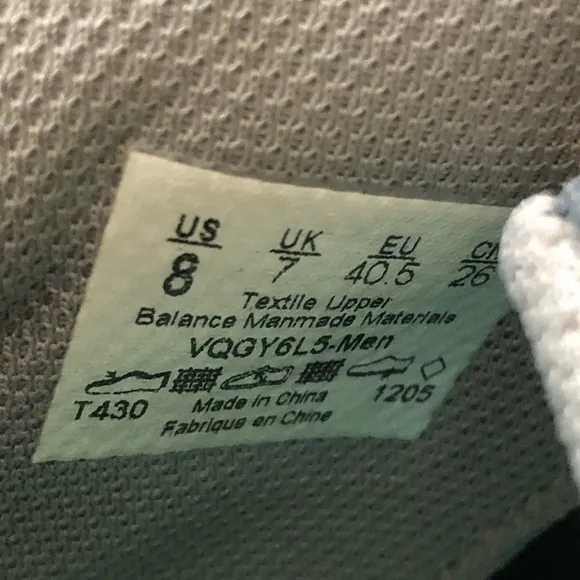 US UK EU CM
8 7 40.5 26
Textile Upper
Balance Manmade Materials
VQGY6L5-Men
T430 Made in China 1205
Fabrique en Chine